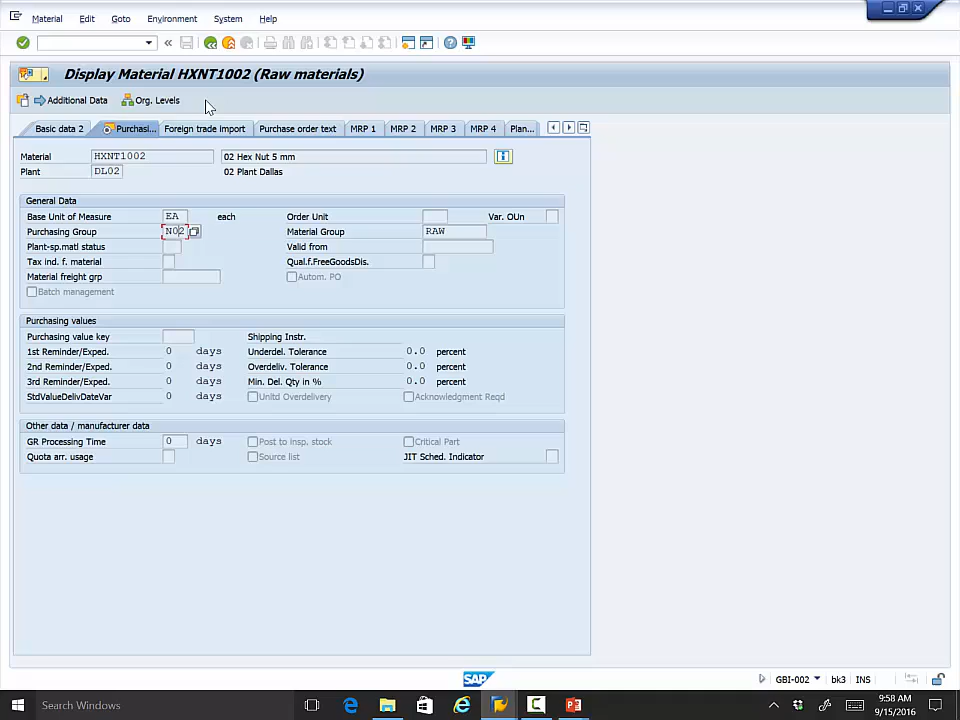 Material Edit Goto Environment System Help
Display Material HXNT1002 (Raw materials)
Additional Data Org. Levels
Basic data 2 Purchasi... Foreign trade import Purchase order text MRP 1 MRP 2 MRP 3 MRP 4 Plan...
Material HXNT1002 02 Hex Nut 5 mm
Plant DL02 02 Plant Dallas
General Data
Base Unit of Measure EA each Order Unit Var. OUn
Purchasing Group N02 Material Group RAW
Plant-sp.matl status Valid from
Tax ind. f. material Qual.f.FreeGoodsDis.
Material freight grp Autom. PO
Batch management
Purchasing values
Purchasing value key Shipping Instr.
1st Reminder/Exped. 0 days Underdel. Tolerance 0.0 percent
2nd Reminder/Exped. 0 days Overdeliv. Tolerance 0.0 percent
3rd Reminder/Exped. 0 days Min. Del. Qty in % 0.0 percent
StdValueDelivDateVar 0 days Unltd Overdelivery Acknowledgment Reqd
Other data / manufacturer data
GR Processing Time 0 days Post to insp. stock Critical Part
Quota arr. usage Source list JIT Sched. Indicator
SAP GBI-002 bk3 INS
Search Windows
9:58 AM
9/15/2016